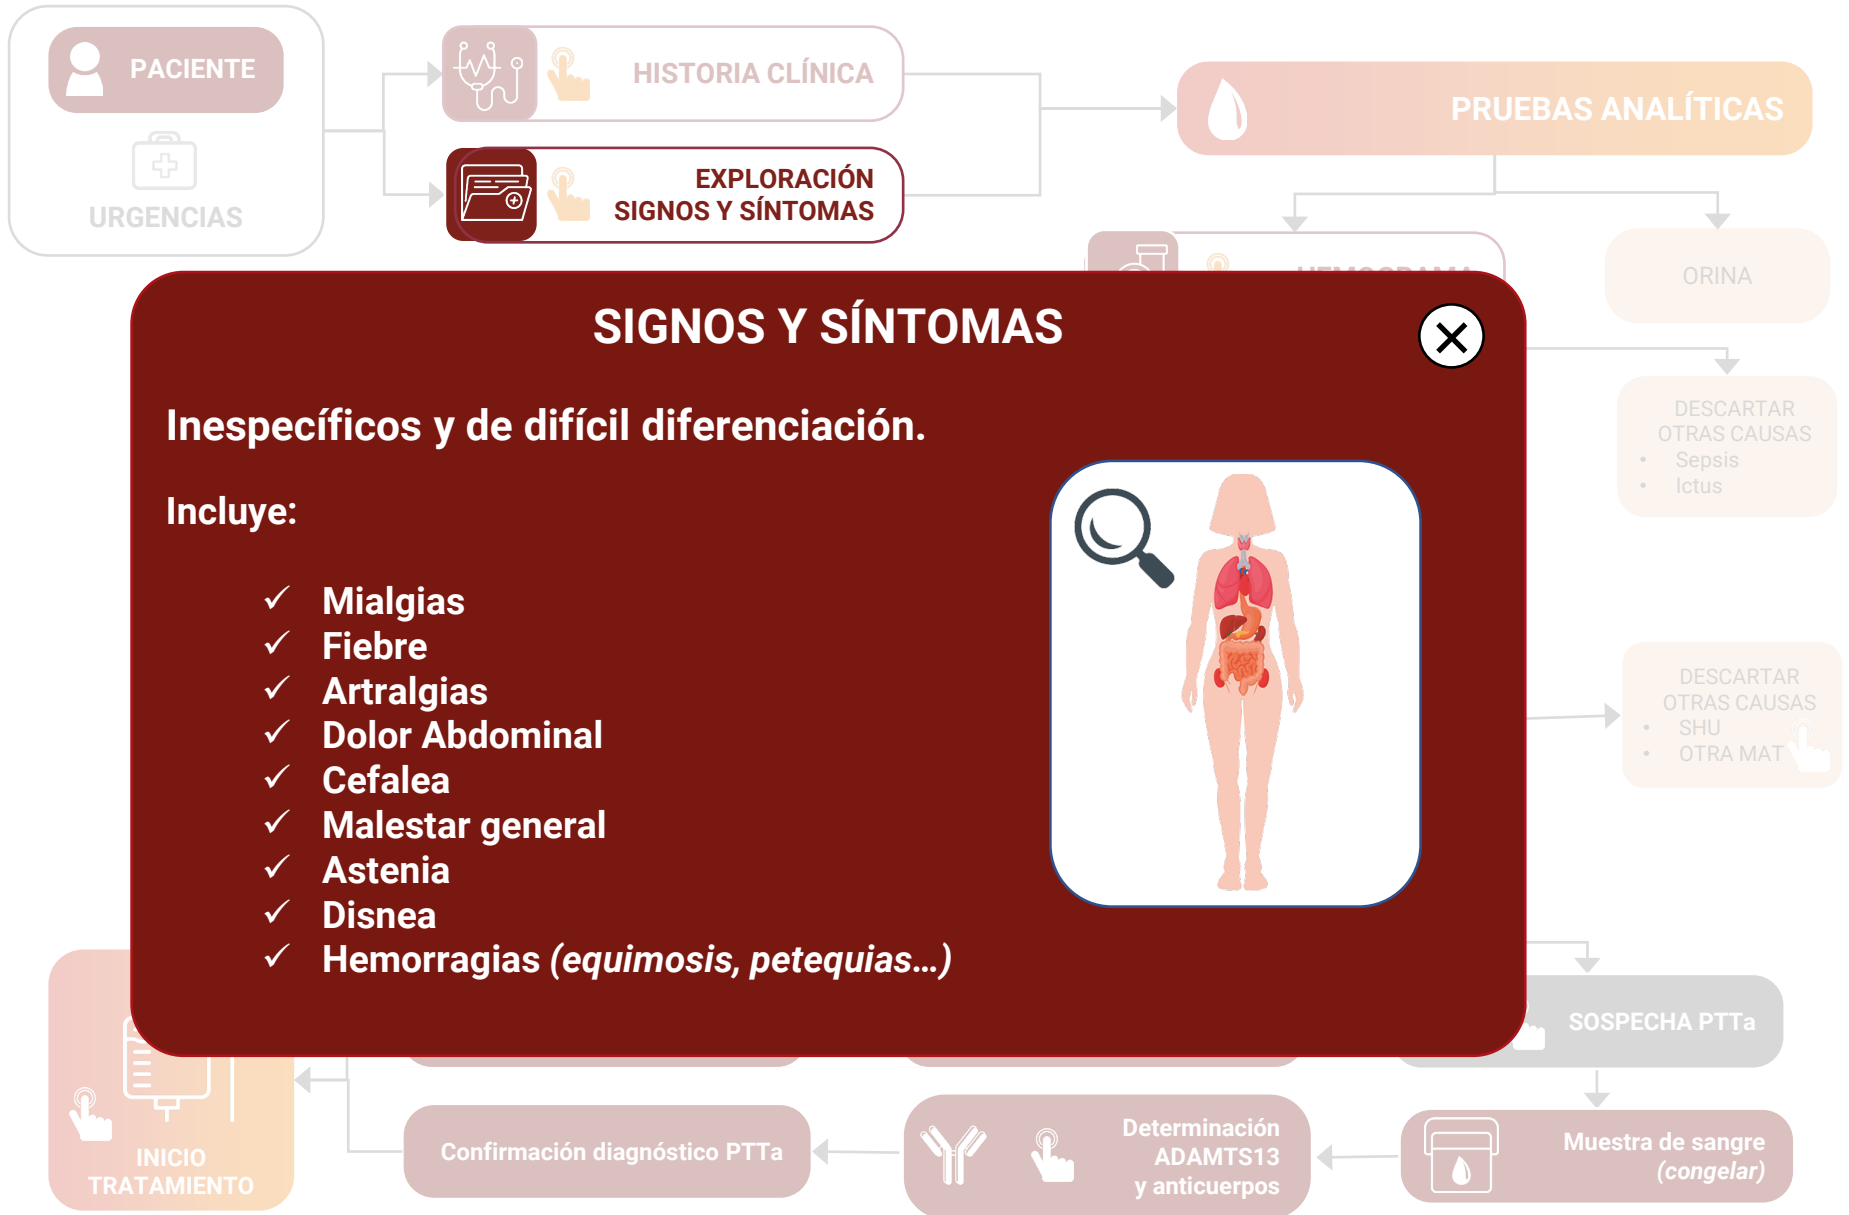 PACIENTE
URGENCIAS
HISTORIA CLÍNICA
EXPLORACIÓN
SIGNOS Y SÍNTOMAS
PRUEBAS ANALÍTICAS
HEMOGRAMA
ORINA
DESCARTAR
OTRAS CAUSAS
• Sepsis
• Ictus
DESCARTAR
OTRAS CAUSAS
• SHU
• OTRA MAT
SIGNOS Y SÍNTOMAS
Inespecíficos y de difícil diferenciación.
Incluye:
✓ Mialgias
✓ Fiebre
✓ Artralgias
✓ Dolor Abdominal
✓ Cefalea
✓ Malestar general
✓ Astenia
✓ Disnea
✓ Hemorragias (equimosis, petequias…)
SOSPECHA PTTa
Muestra de sangre
(congelar)
Determinación
ADAMTS13
y anticuerpos
Confirmación diagnóstico PTTa
INICIO
TRATAMIENTO